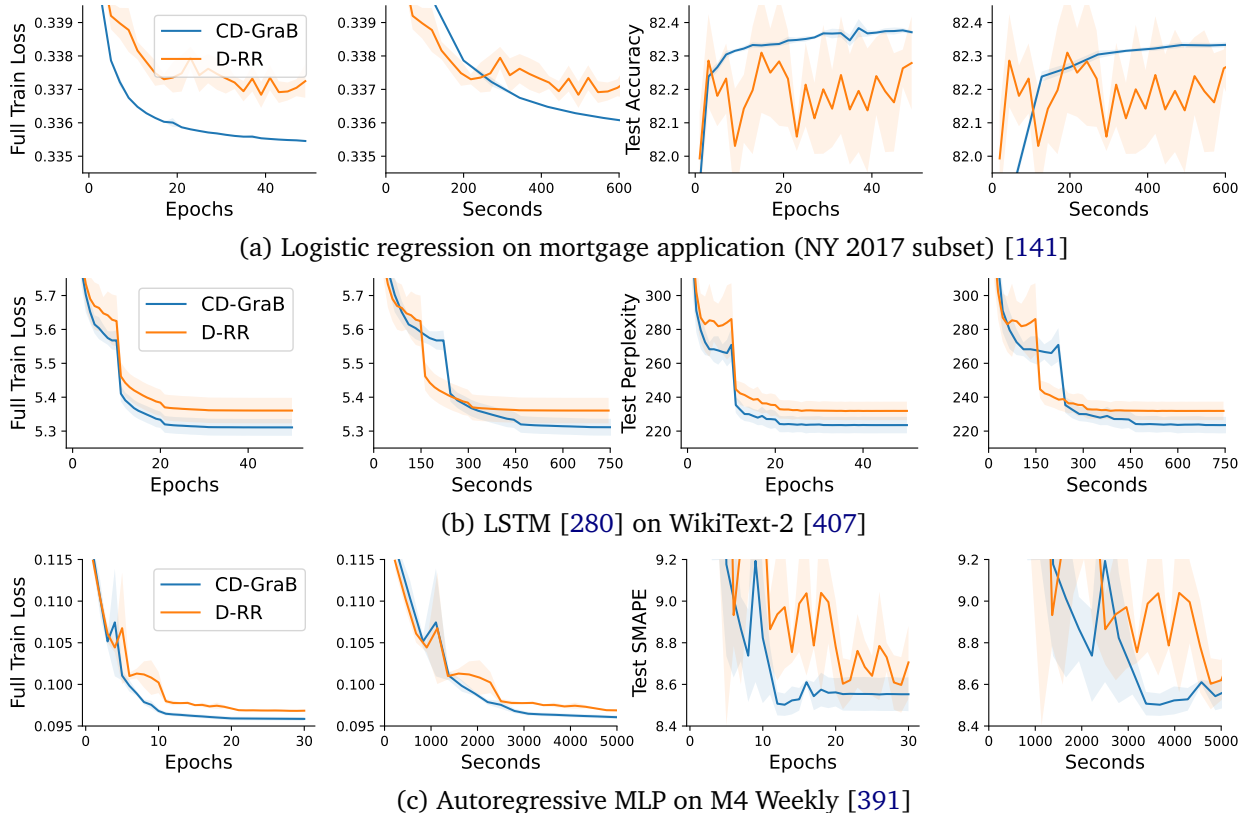 Full Train Loss
0.339
0.338
0.337
0.336
0.335
CD-GraB
D-RR
0 20 40
Epochs
0.339
0.338
0.337
0.336
0.335
0 200 400 600
Seconds
Test Accuracy
82.4
82.3
82.2
82.1
82.0
0 20 40
Epochs
82.4
82.3
82.2
82.1
82.0
0 200 400 600
Seconds
(a) Logistic regression on mortgage application (NY 2017 subset) [141]
Full Train Loss
5.7
5.6
5.4
5.3
CD-GraB
D-RR
0 20 40
Epochs
5.7
5.6
5.4
5.3
0 150 300 450 600 750
Seconds
Test Perplexity
300
280
260
240
220
0 20 40
Epochs
300
280
260
240
220
0 150 300 450 600 750
Seconds
(b) LSTM [280] on WikiText-2 [407]
Full Train Loss
0.115
0.110
0.105
0.100
0.095
CD-GraB
D-RR
0 10 20 30
Epochs
0.115
0.110
0.105
0.100
0.095
0 1000 2000 3000 4000 5000
Seconds
Test SMAPE
9.2
9.0
8.8
8.6
8.4
0 10 20 30
Epochs
9.2
9.0
8.8
8.6
8.4
0 1000 2000 3000 4000 5000
Seconds
(c) Autoregressive MLP on M4 Weekly [391]